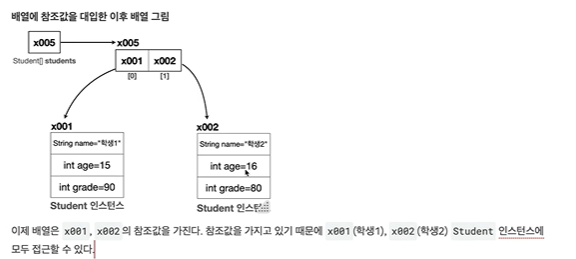 배열에 참조값을 대입한 이후 배열 그림
x005
x005
Student[] students
x001 x002
[0] [1]
x001
x002
String name="학생1"
String name="학생2"
int age=15
int age=16
int grade=90
int grade=80
Student 인스턴스
Student 인스턴스
이제 배열은 x001, x002의 참조값을 가진다. 참조값을 가지고 있기 때문에 x001(학생1), x002(학생2) Student 인스턴스에
모두 접근할 수 있다.